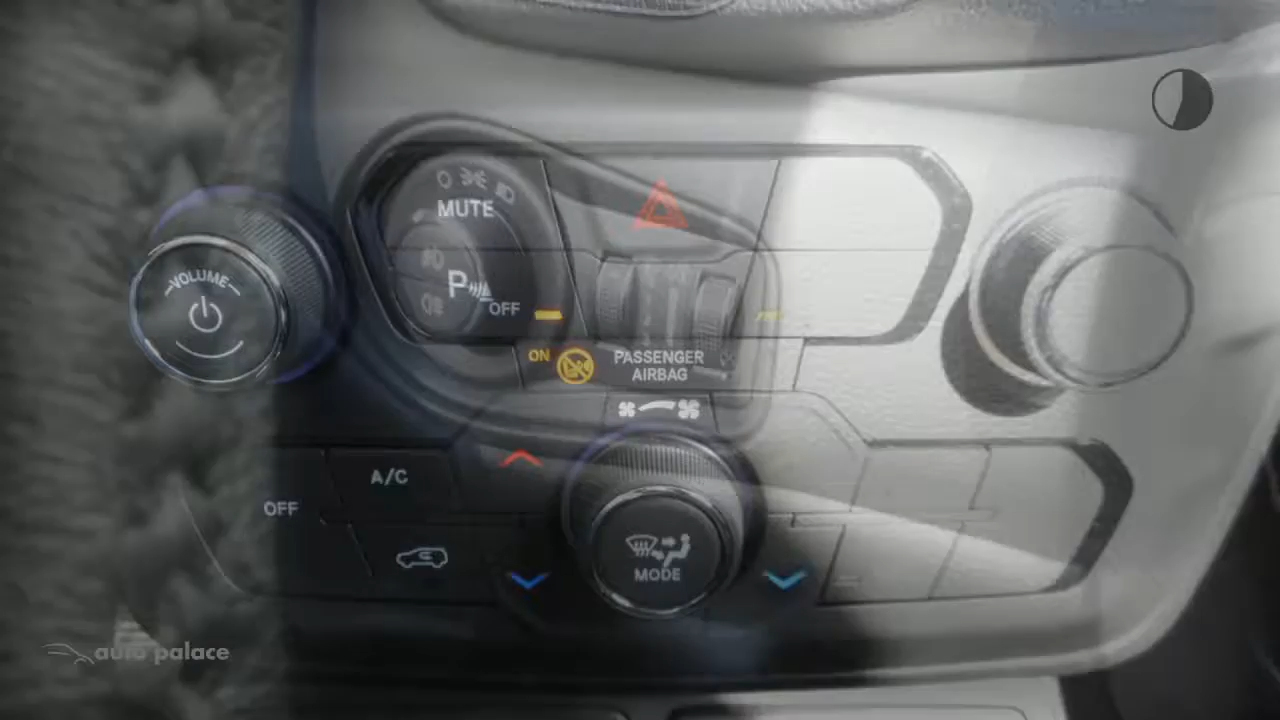 MUTE
VOLUME
P
OFF
ON
PASSENGER
AIRBAG
A/C
OFF
MODE
auto palace